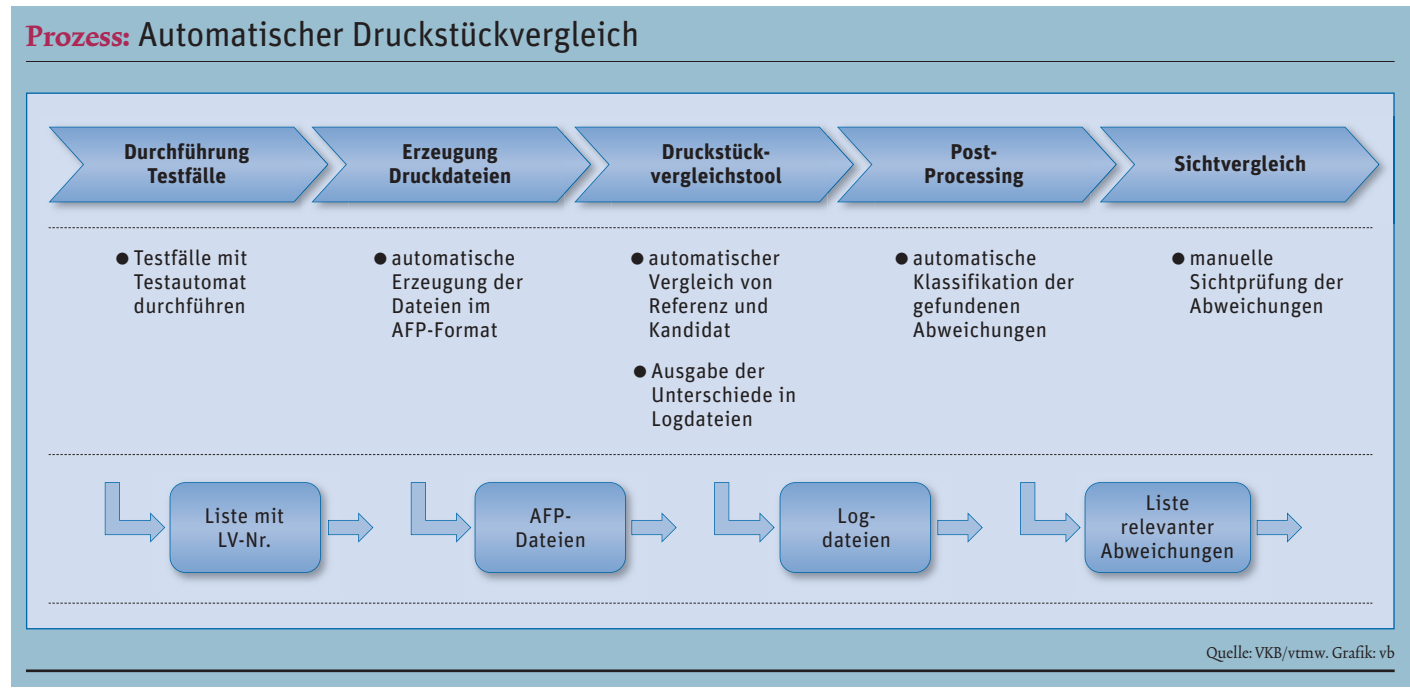 Prozess: Automatischer Druckstückvergleich
Durchführung
Testfälle
Erzeugung
Druckdateien
Druckstück-
vergleichstool
Post-
Processing
Sichtvergleich
● Testfälle mit
Testautomat
durchführen
● automatische
Erzeugung der
Dateien im
AFP-Format
● automatischer
Vergleich von
Referenz und
Kandidat
● Ausgabe der
Unterschiede in
Logdateien
● automatische
Klassifikation der
gefundenen
Abweichungen
● manuelle
Sichtprüfung der
Abweichungen
Liste mit
LV-Nr.
AFP-
Dateien
Log-
dateien
Liste
relevanter
Abweichungen
Quelle: VKB/vtmw. Grafik: vb